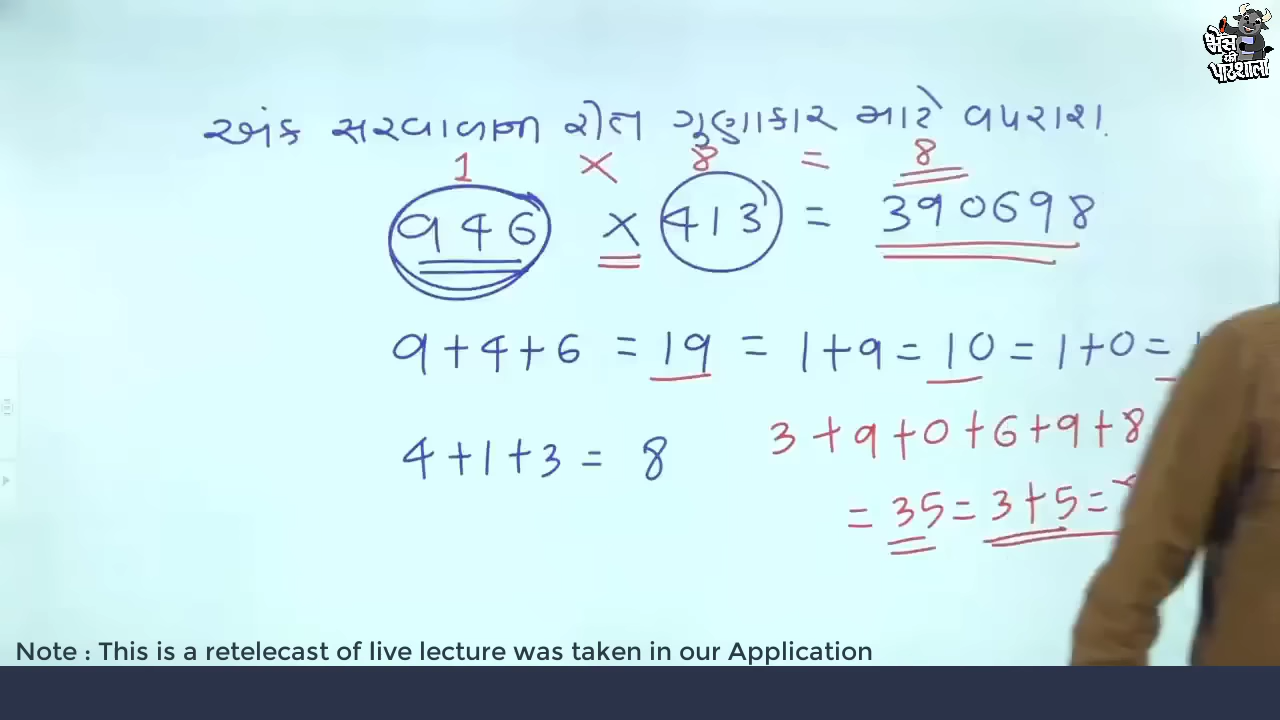 भैंस की पाठशाला
અંક સરવાળાની રીત ગુણાકાર માટે વપરાશ.
1 × 8 = 8
946 × 413 = 390698
9+4+6 = 19 = 1+9 = 10 = 1+0 =
3+9+0+6+9+8
4+1+3 = 8
= 35 = 3+5 =
Note : This is a retelecast of live lecture was taken in our Application